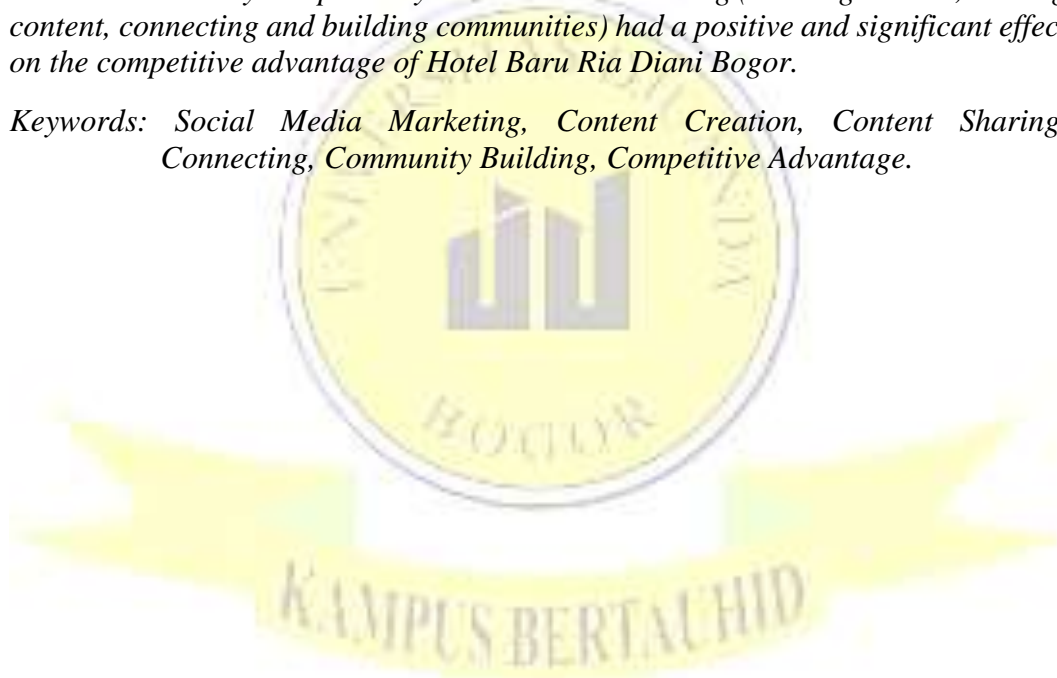 content, connecting and building communities) had a positive and significant effec
on the competitive advantage of Hotel Baru Ria Diani Bogor.
Keywords: Social Media Marketing, Content Creation, Content Sharing
Connecting, Community Building, Competitive Advantage.
BOGOR
KAMPUS BERTAUHID